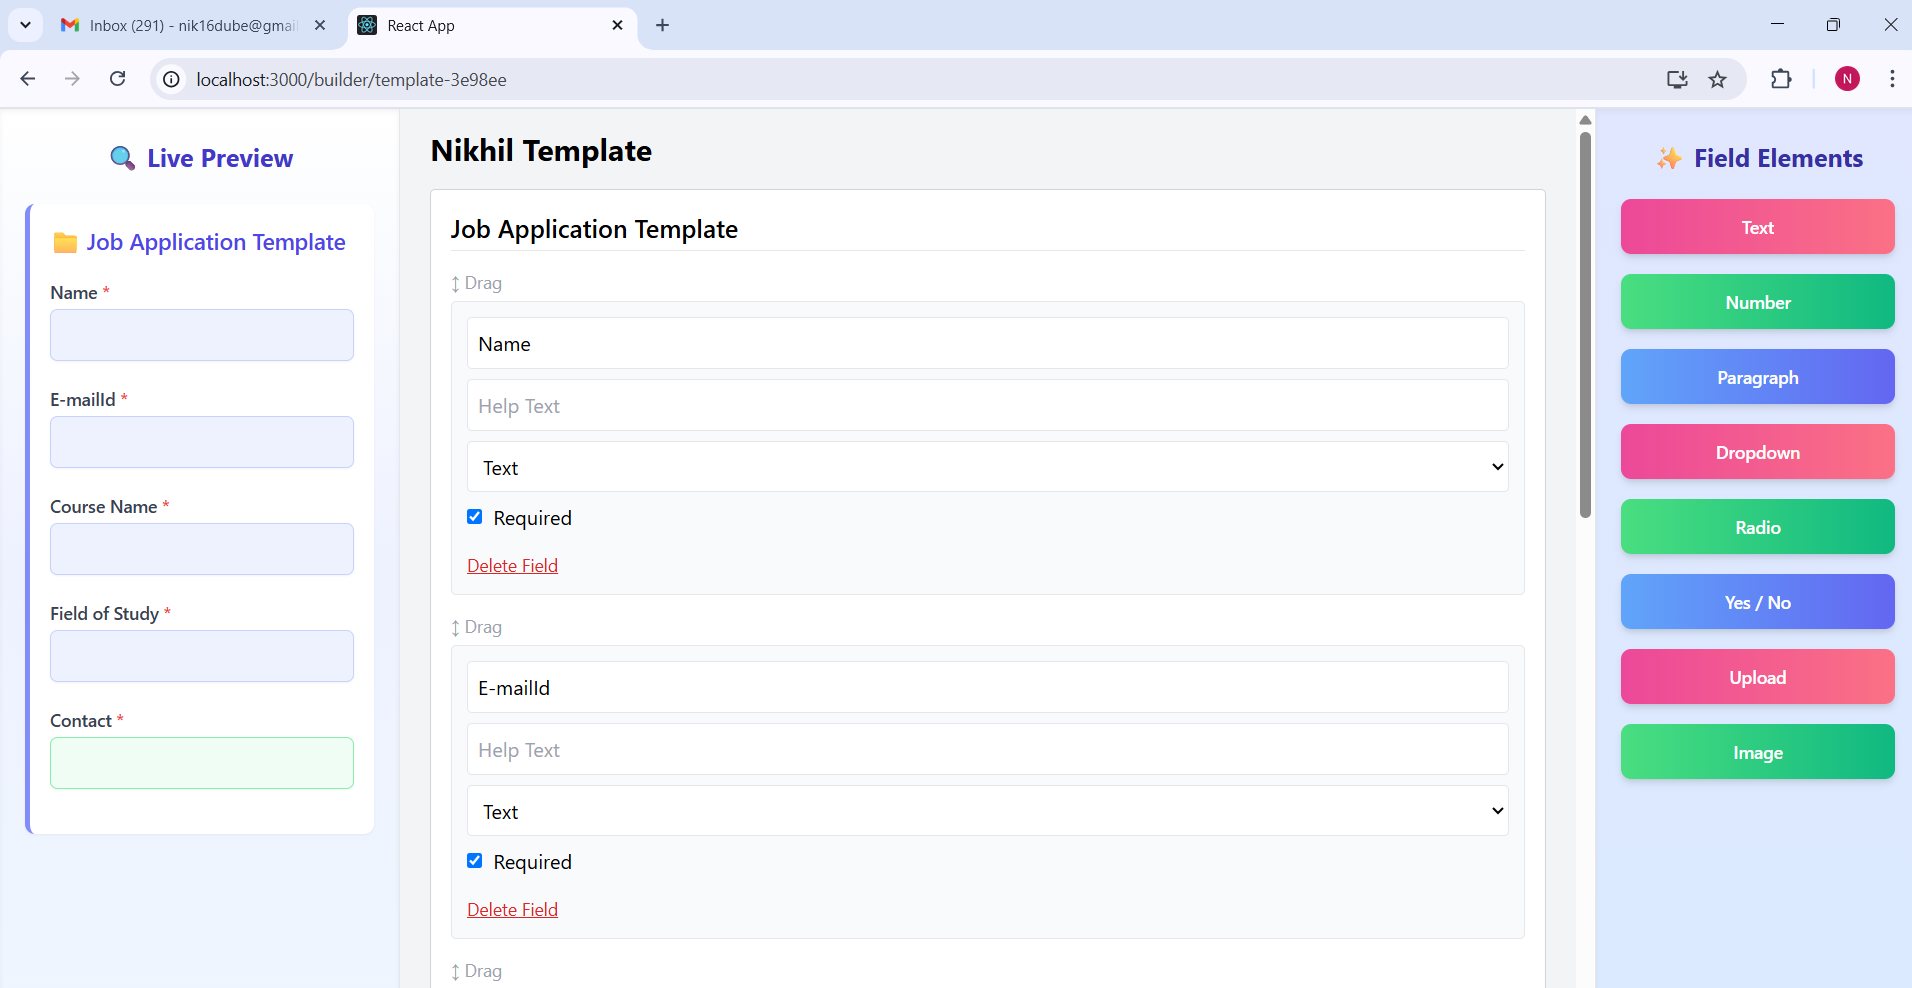 Inbox (291) - nik16dube@gmai
React App
localhost:3000/builder/template-3e98ee
N
Live Preview
Job Application Template
Name *
E-mailId *
Course Name *
Field of Study *
Contact *
Nikhil Template
Job Application Template
↕ Drag
Name
Help Text
Text
Required
Delete Field
↕ Drag
E-mailId
Help Text
Text
Required
Delete Field
↕ Drag
Field Elements
Text
Number
Paragraph
Dropdown
Radio
Yes / No
Upload
Image